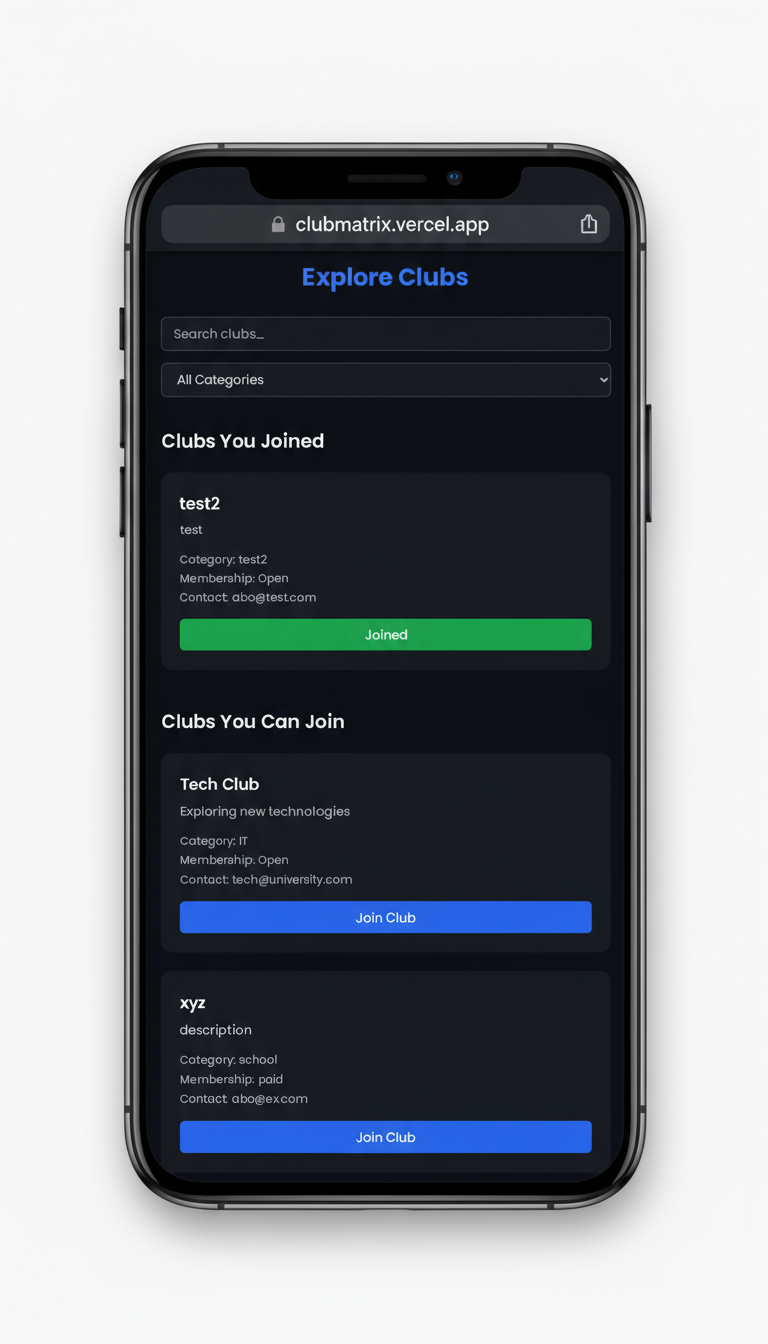 clubmatrix.vercel.app
Explore Clubs
Search clubs_
All Categories
Clubs You Joined
test2
test
Category: test2
Membership: Open
Contact: abo@test.com
Joined
Clubs You Can Join
Tech Club
Exploring new technologies
Category: IT
Membership: Open
Contact: tech@university.com
Join Club
xyz
description
Category: school
Membership: paid
Contact: abo@ex.com
Join Club